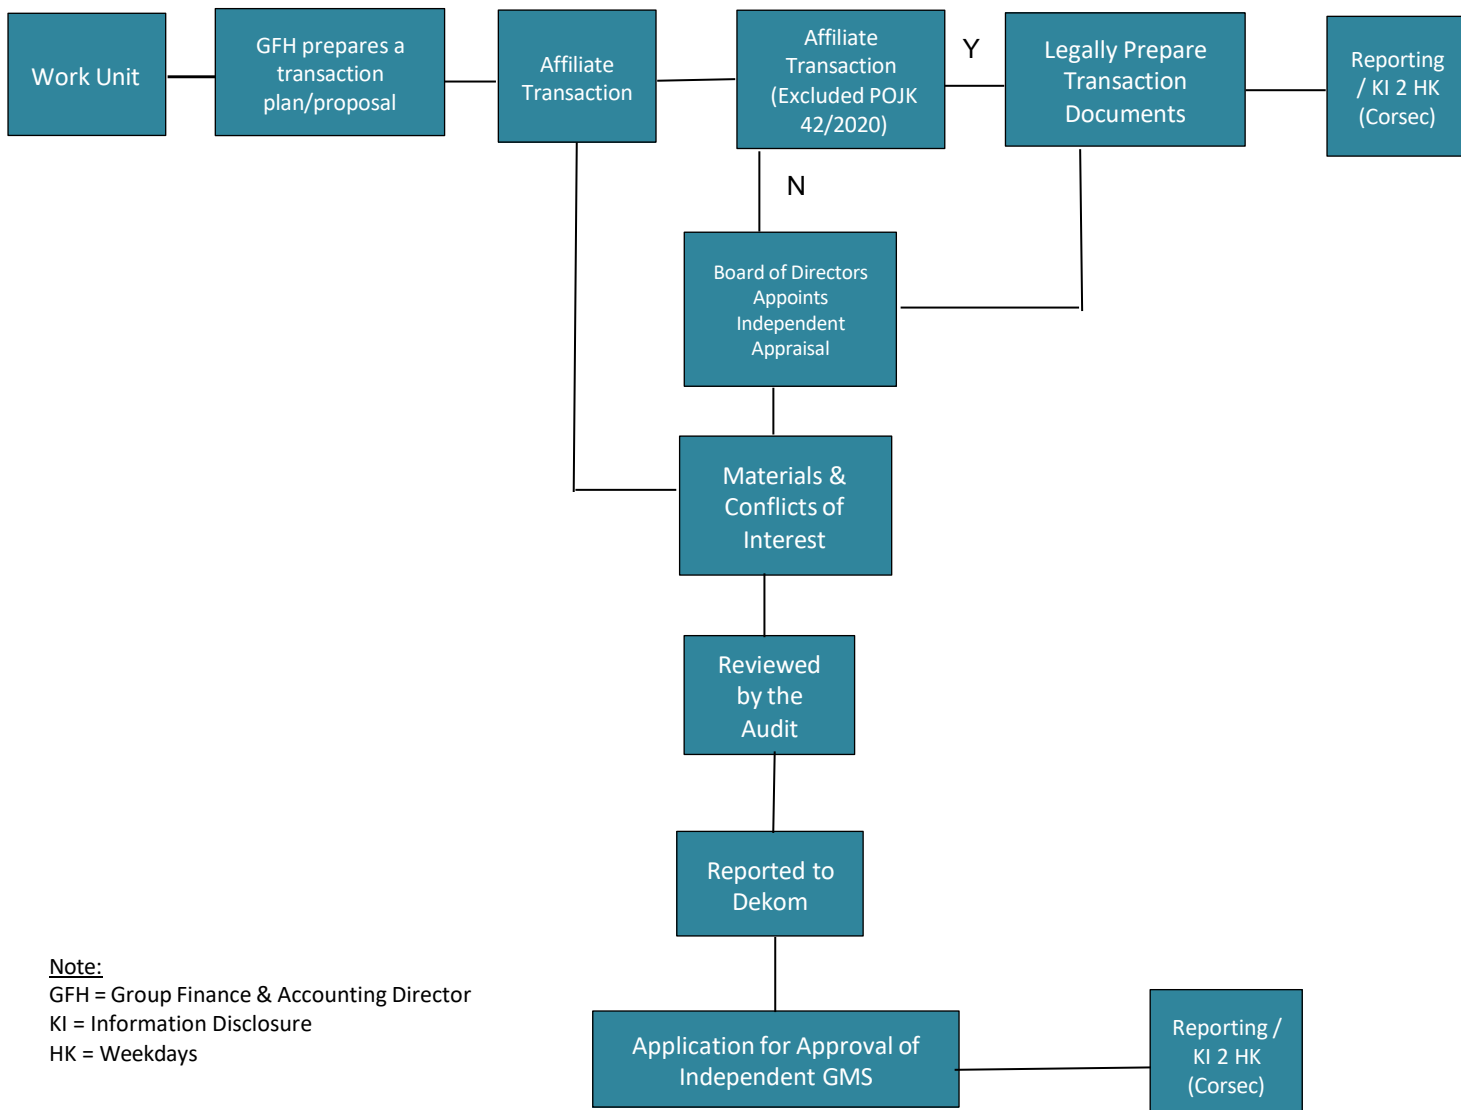 Work Unit
GFH prepares a
transaction
plan/proposal
Affiliate
Transaction
Affiliate
Transaction
(Excluded POJK
42/2020)
Y
Legally Prepare
Transaction
Documents
Reporting
/ KI 2 HK
(Corsec)
N
Board of Directors
Appoints
Independent
Appraisal
Materials &
Conflicts of
Interest
Reviewed
by the
Audit
Reported to
Dekom
Note:
GFH = Group Finance & Accounting Director
KI = Information Disclosure
HK = Weekdays
Application for Approval of
Independent GMS
Reporting /
KI 2 HK
(Corsec)